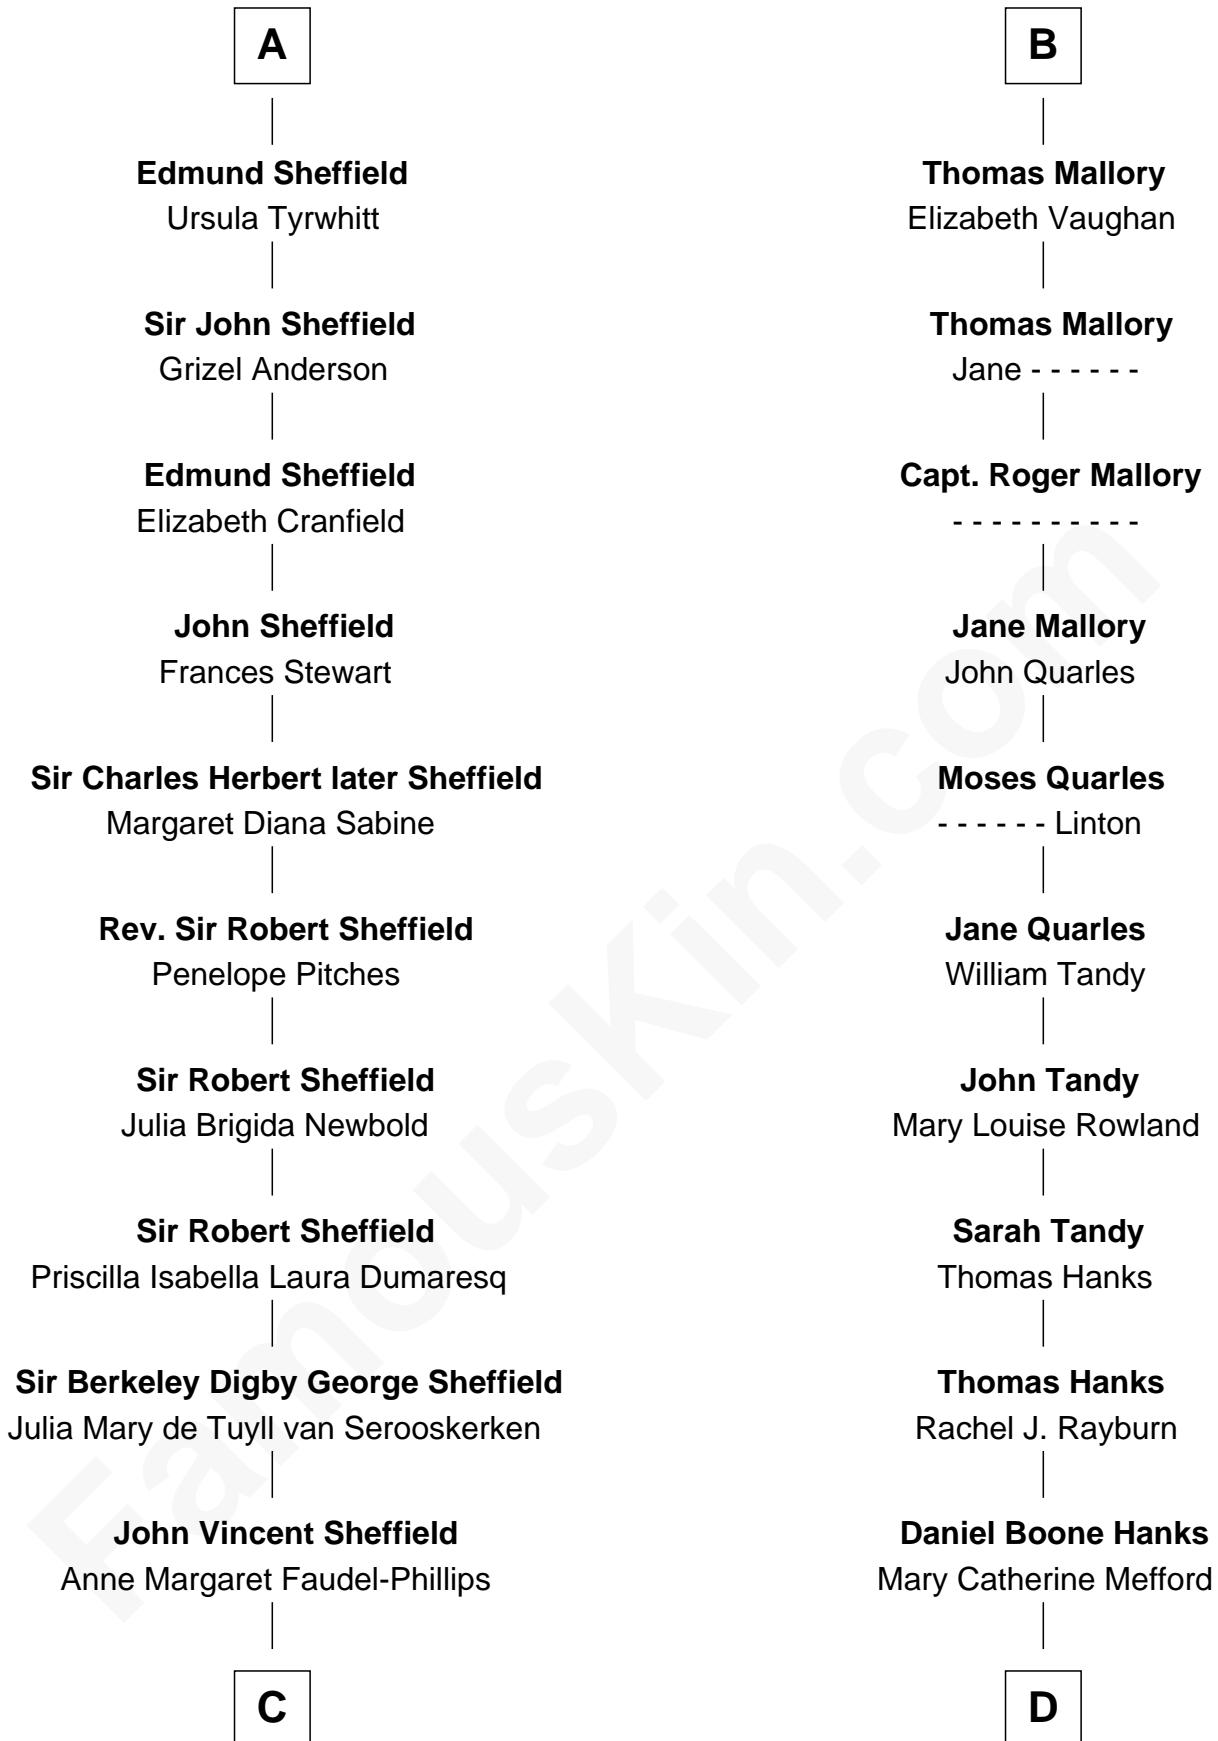 A
Edmund Sheffield
Ursula Tyrwhitt
Sir John Sheffield
Grizel Anderson
Edmund Sheffield
Elizabeth Cranfield
John Sheffield
Frances Stewart
Sir Charles Herbert later Sheffield
Margaret Diana Sabine
Rev. Sir Robert Sheffield
Penelope Pitches
Sir Robert Sheffield
Julia Brigida Newbold
Sir Robert Sheffield
Priscilla Isabella Laura Dumaresq
Sir Berkeley Digby George Sheffield
Julia Mary de Tuyll van Serooskerken
John Vincent Sheffield
Anne Margaret Faudel-Phillips
C
B
Thomas Mallory
Elizabeth Vaughan
Thomas Mallory
Jane - - - - - -
Capt. Roger Mallory
- - - - - - - - - -
Jane Mallory
John Quarles
Moses Quarles
- - - - - - Linton
Jane Quarles
William Tandy
John Tandy
Mary Louise Rowland
Sarah Tandy
Thomas Hanks
Thomas Hanks
Rachel J. Rayburn
Daniel Boone Hanks
Mary Catherine Mefford
D
FamousKin.com